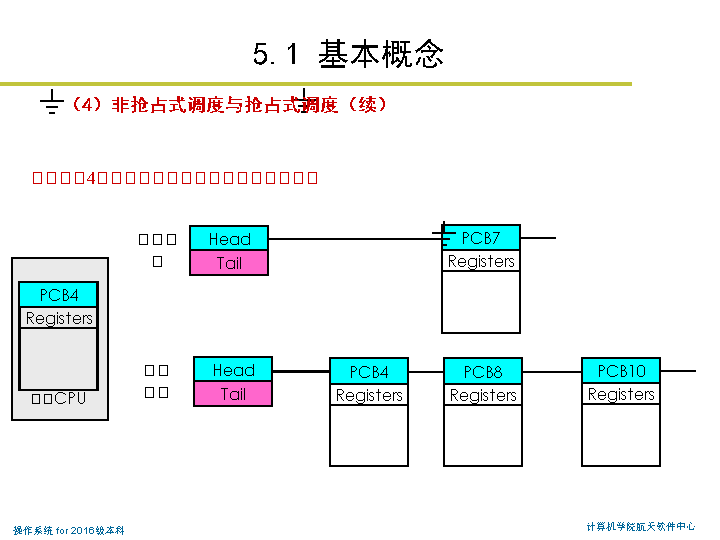 5.1 基本概念
（4）非抢占式调度与抢占式调度（续）
4
Head
Tail
PCB7
Registers
PCB4
Registers
CPU
Head
Tail
PCB4
Registers
PCB8
Registers
PCB10
Registers
操作系统 for 2016级本科
计算机学院航天软件中心